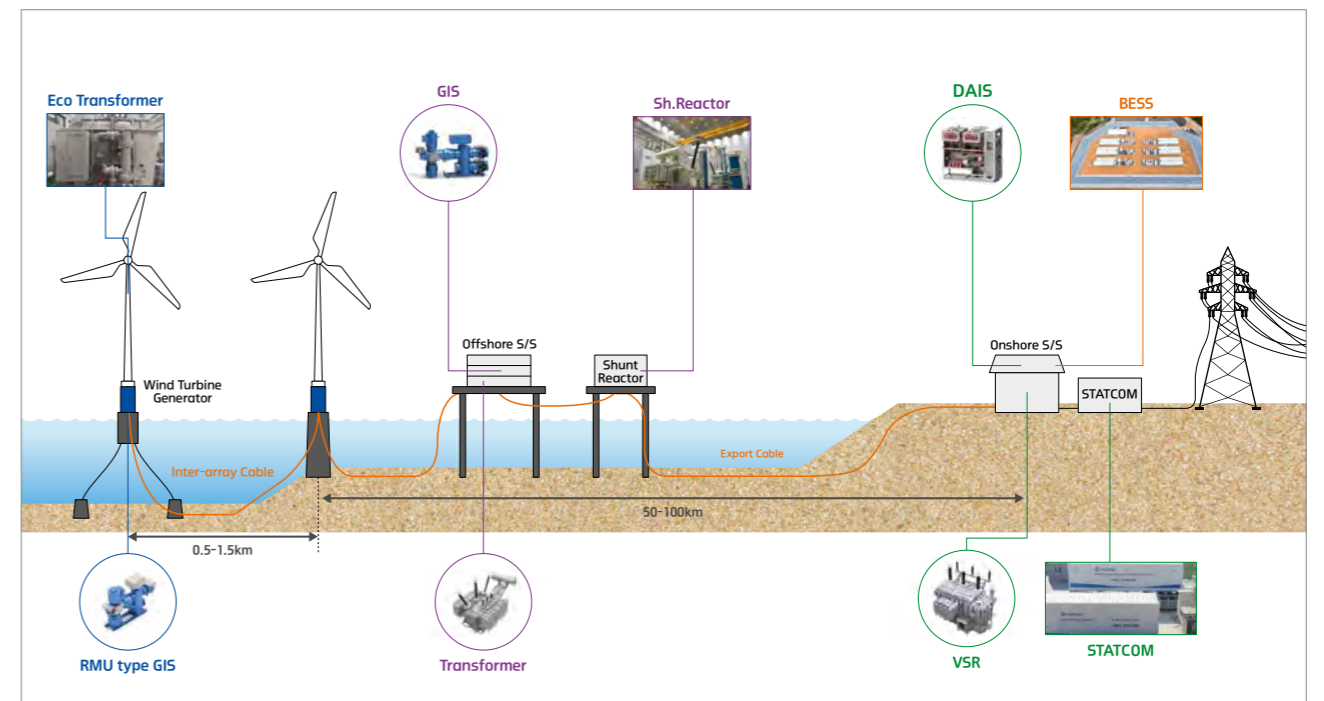 Eco Transformer
GIS
Sh.Reactor
DAIS
BESS
Offshore S/S
Shunt
Reactor
Onshore S/S
STATCOM
Wind Turbine
Generator
Inter-array Cable
Export Cable
50-100km
0.5-1.5km
RMU type GIS
Transformer
VSR
STATCOM